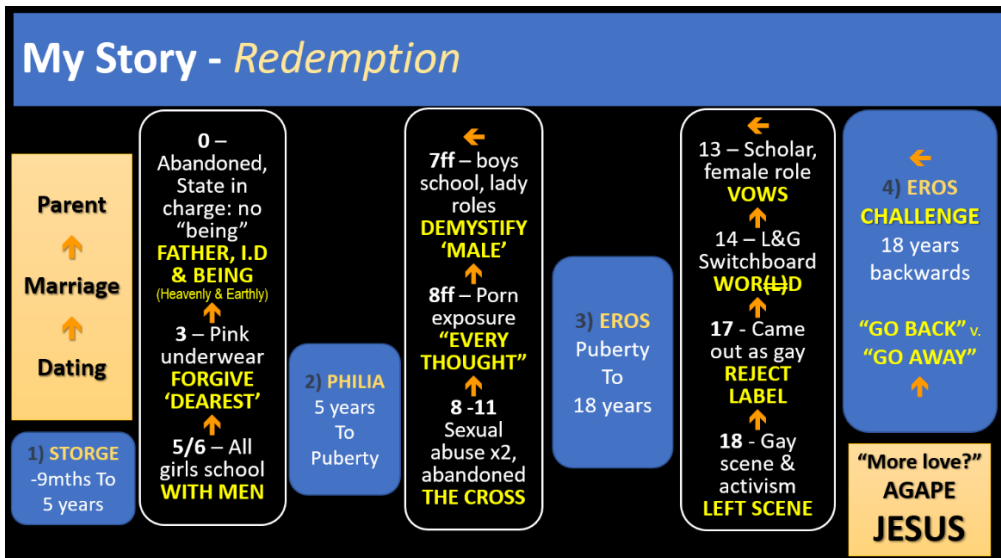 My Story - Redemption
Parent
Marriage
Dating
1) STORGE
-9mths To
5 years
0 –
Abandoned,
State in
charge: no
“being”
FATHER, I.D
& BEING
(Heavenly & Earthly)
3 – Pink
underwear
FORGIVE
‘DEAREST’
5/6 – All
girls school
WITH MEN
2) PHILIA
5 years
To
Puberty
7ff – boys
school, lady
roles
DEMYSTIFY
‘MALE’
8ff – Porn
exposure
“EVERY
THOUGHT”
8 -11
Sexual
abuse x2,
abandoned
THE CROSS
3) EROS
Puberty
To
18 years
13 – Scholar,
female role
VOWS
14 – L&G
Switchboard
WOR(L)D
17 - Came
out as gay
REJECT
LABEL
18 - Gay
scene &
activism
LEFT SCENE
4) EROS
CHALLENGE
18 years
backwards
“GO BACK” v.
“GO AWAY”
“More love?”
AGAPE
JESUS